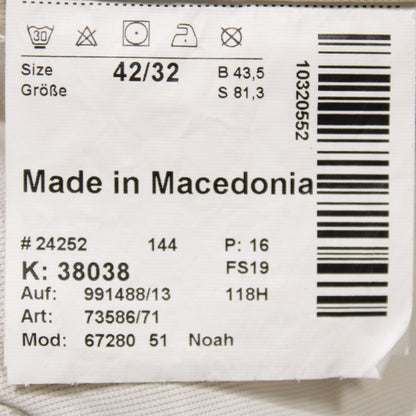 30
Size 42/32 B 43,5
Größe S 81,3
10320552
Made in Macedonia
# 24252 144 P: 16
K: 38038 FS19
Auf: 991488/13 118H
Art: 73586/71
Mod: 67280 51 Noah